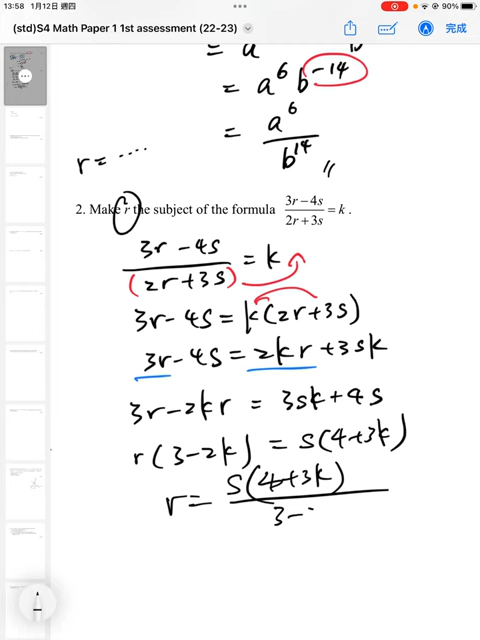 13:58 1月12日 週四
90%
(std)S4 Math Paper 1 1st assessment (22-23)
完成
= a
= a⁶ b⁻¹⁴
= a⁶ / b¹⁴ //
r = ....
2. Make r the subject of the formula (3r − 4s)/(2r + 3s) = k .
(3r − 4s)/(2r + 3s) = k
3r − 4s = k(2r + 3s)
3r − 4s = 2kr + 3sk
3r − 2kr = 3sk + 4s
r(3 − 2k) = s(4 + 3k)
r = s(4 + 3k)/3 −